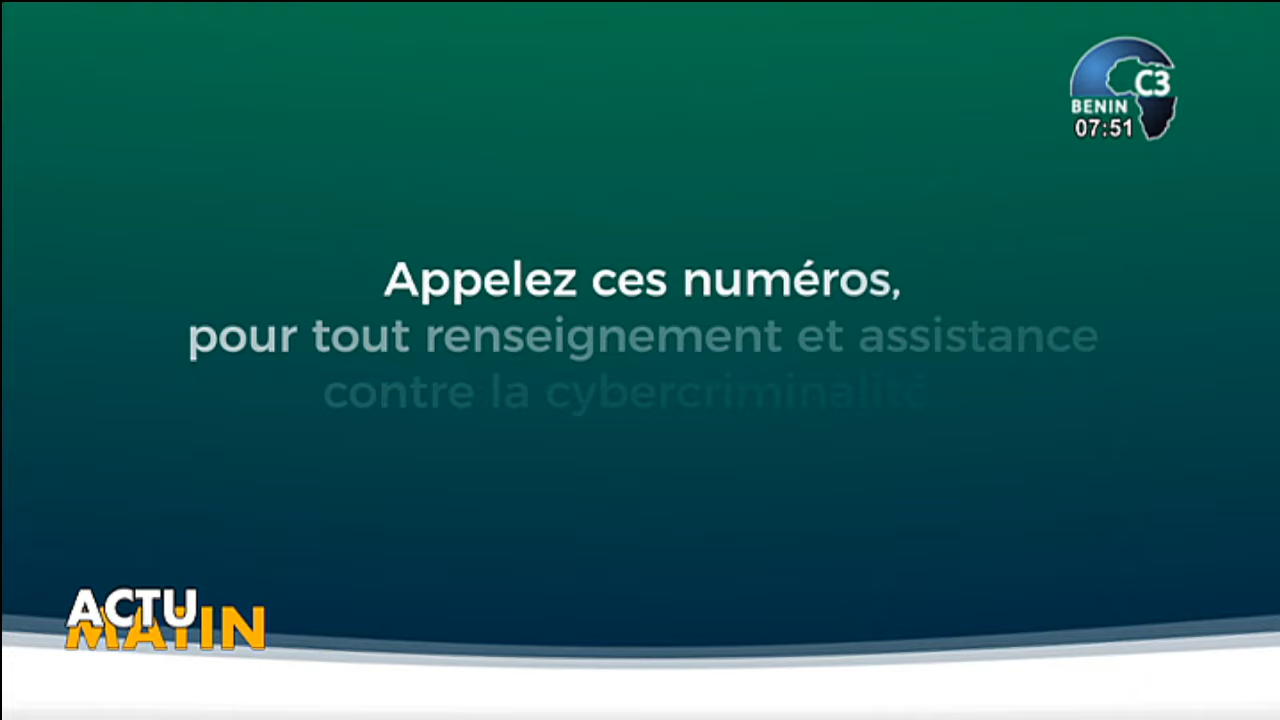 C3
BENIN
07:51
Appelez ces numéros,
pour tout renseignement et assistance
contre la cybercriminalité
ACTU
MATIN